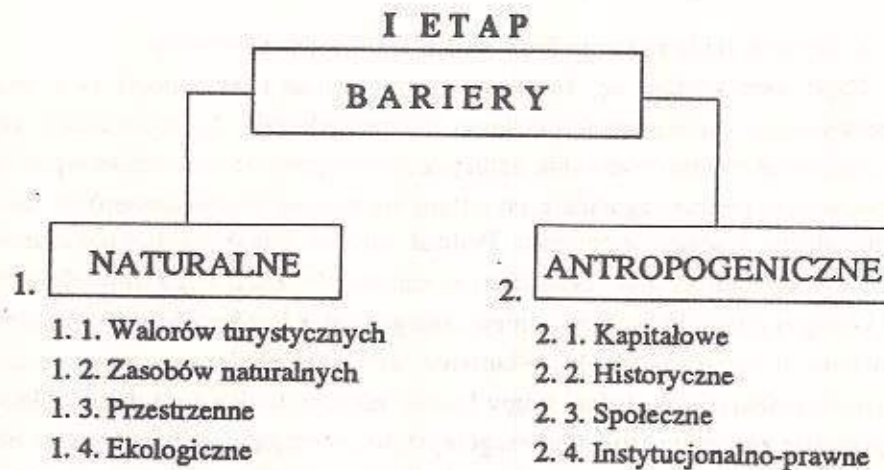 I ETAP
BARIERY
1. NATURALNE
1. 1. Walorów turystycznych
1. 2. Zasobów naturalnych
1. 3. Przestrzenne
1. 4. Ekologiczne
2. ANTROPOGENICZNE
2. 1. Kapitałowe
2. 2. Historyczne
2. 3. Społeczne
2. 4. Instytucjonalno-prawne